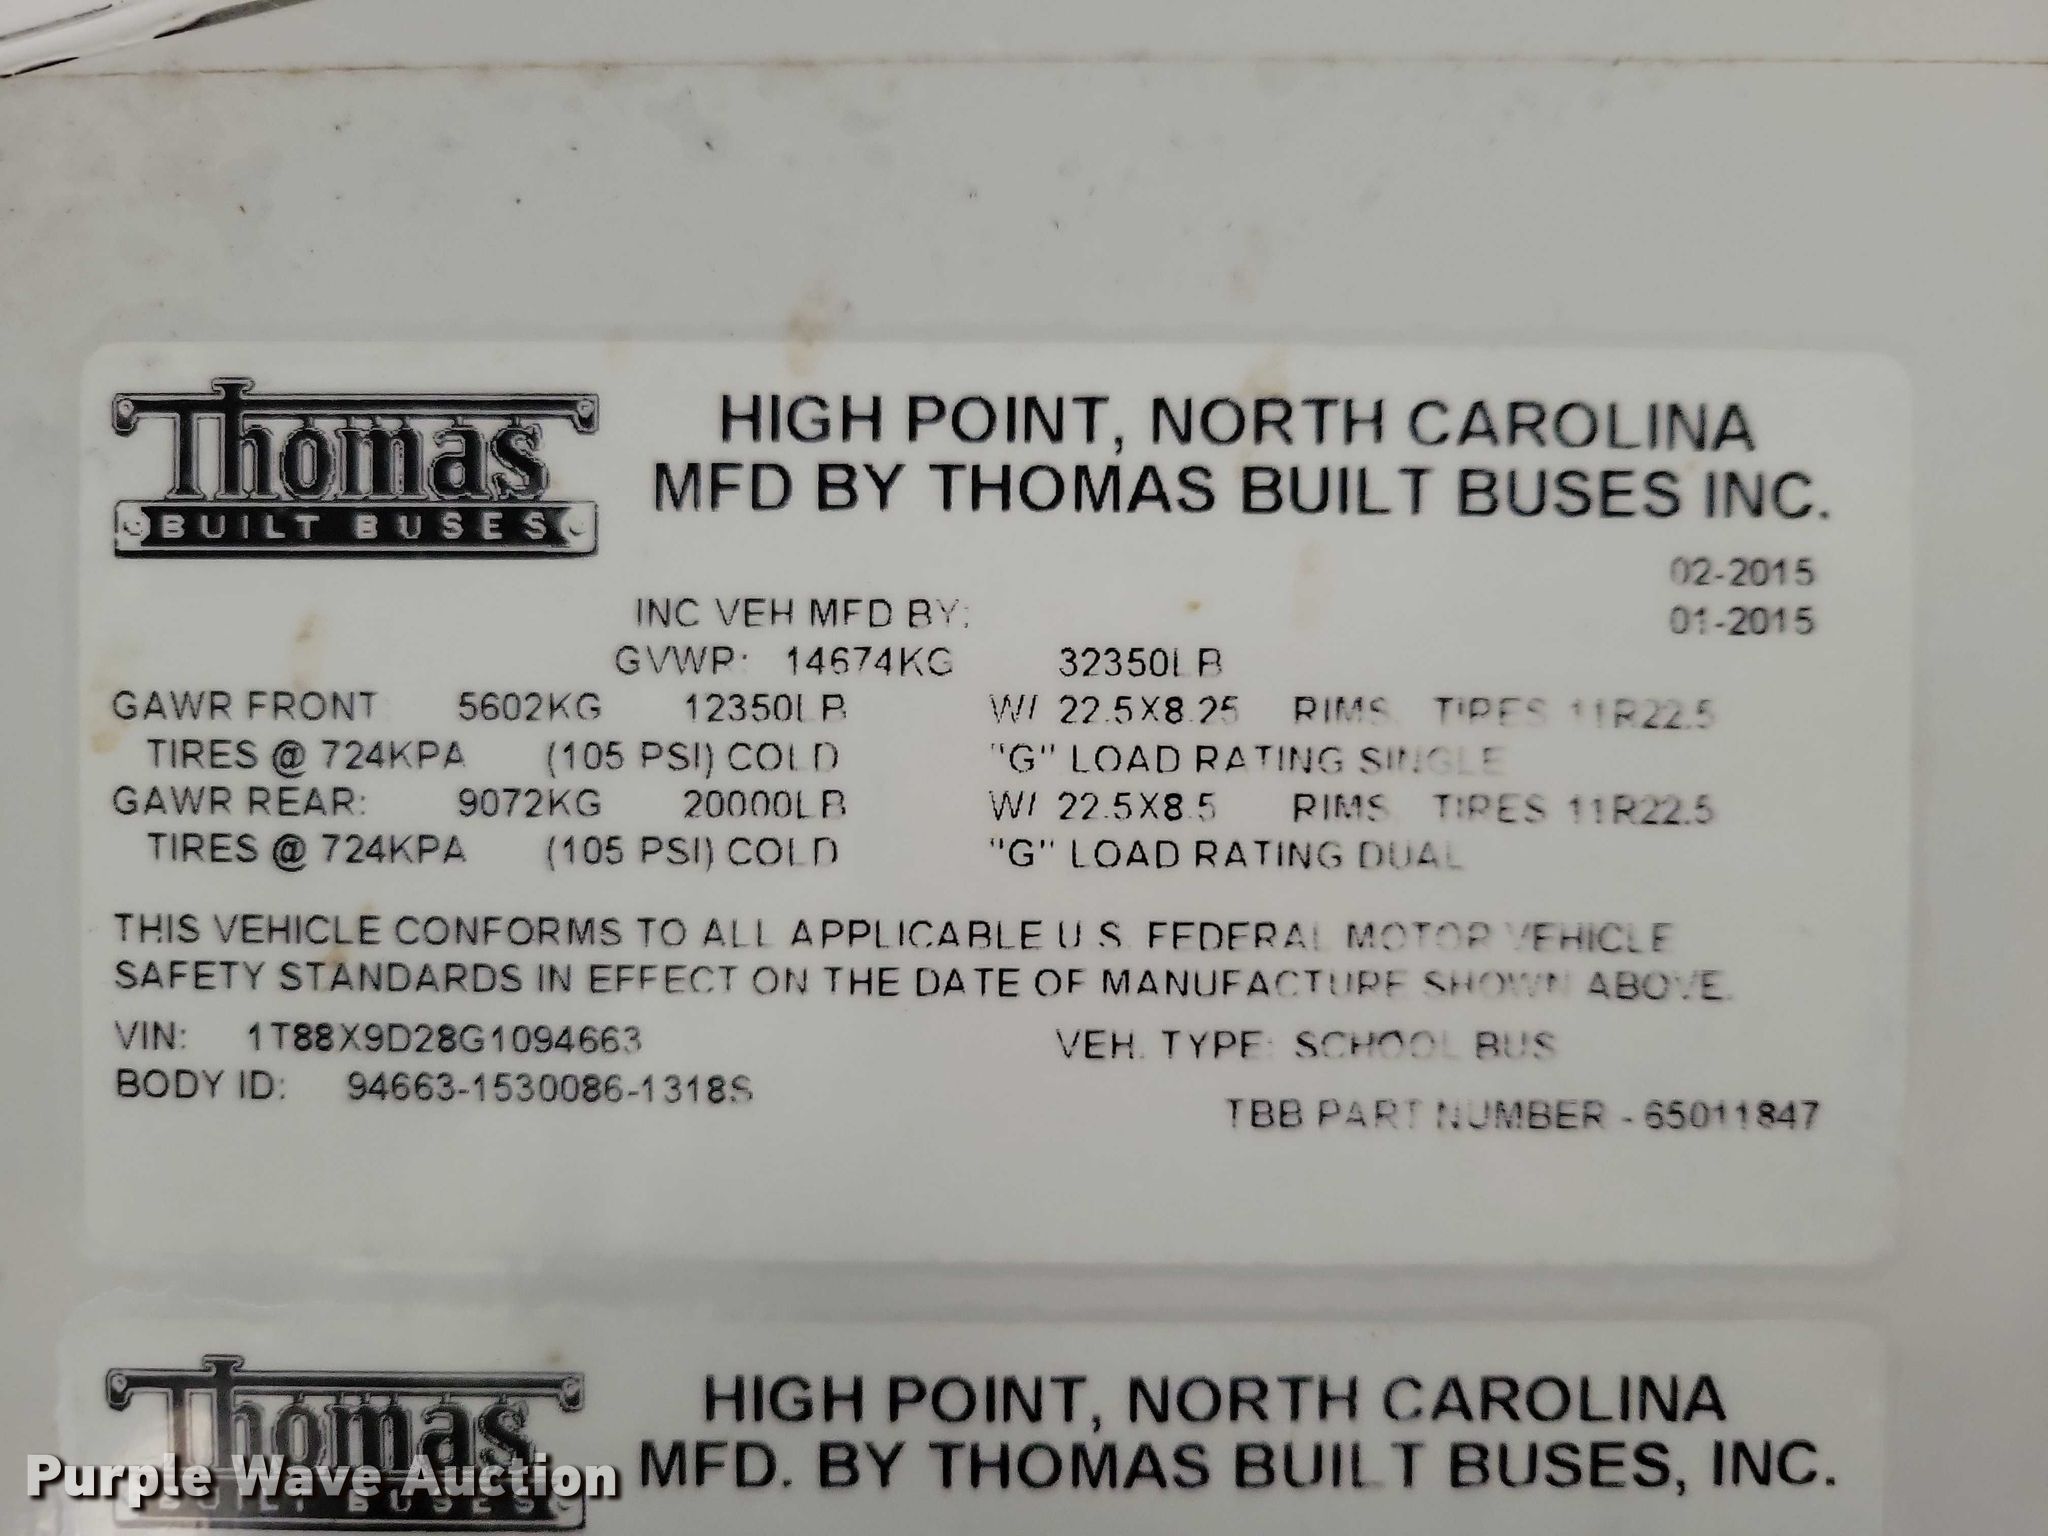 Thomas
BUILT BUSES
HIGH POINT, NORTH CAROLINA
MFD BY THOMAS BUILT BUSES INC.
02-2015
INC VEH MFD BY: 01-2015
GVWR: 14674KG 32350LB
GAWR FRONT 5602KG 12350LB W/ 22.5X8.25 RIMS TIRES 11R22.5
TIRES @ 724KPA (105 PSI) COLD "G" LOAD RATING SINGLE
GAWR REAR: 9072KG 20000LB W/ 22.5X8.5 RIMS TIRES 11R22.5
TIRES @ 724KPA (105 PSI) COLD "G" LOAD RATING DUAL
THIS VEHICLE CONFORMS TO ALL APPLICABLE U.S. FEDERAL MOTOR VEHICLE
SAFETY STANDARDS IN EFFECT ON THE DATE OF MANUFACTURE SHOWN ABOVE.
VIN: 1T88X9D28G1094663 VEH. TYPE: SCHOOL BUS
BODY ID: 94663-1530086-1318S
TBB PART NUMBER - 65011847
Thomas
BUILT BUSES
HIGH POINT, NORTH CAROLINA
MFD. BY THOMAS BUILT BUSES, INC.
Purple Wave Auction